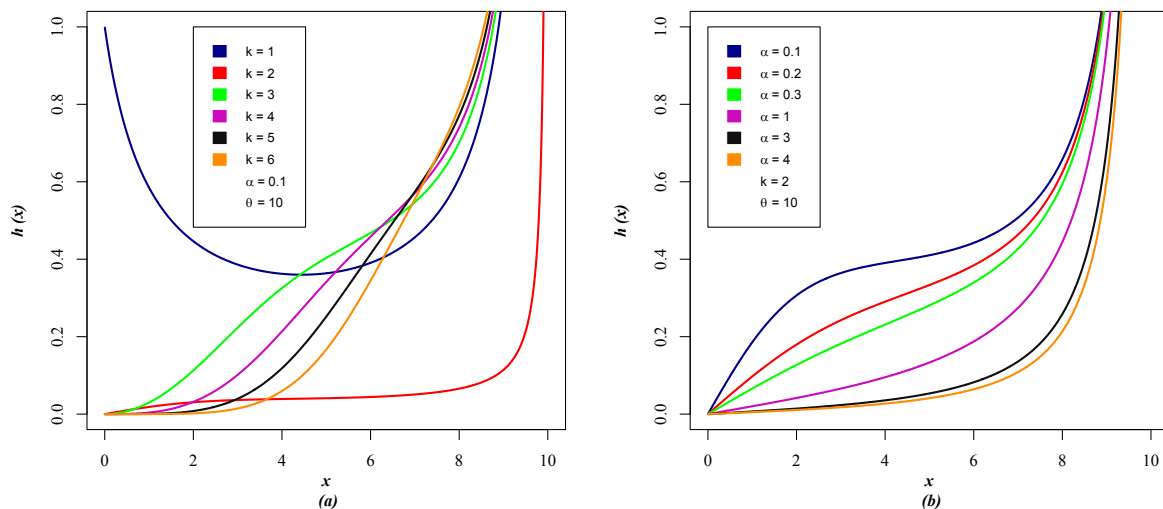 k = 1
k = 2
k = 3
k = 4
k = 5
k = 6
α = 0.1
θ = 10
h (x)
0.0
0.2
0.4
0.6
0.8
1.0
0 2 4 6 8 10
x
(a)
α = 0.1
α = 0.2
α = 0.3
α = 1
α = 3
α = 4
k = 2
θ = 10
h (x)
0.0
0.2
0.4
0.6
0.8
1.0
0 2 4 6 8 10
x
(b)